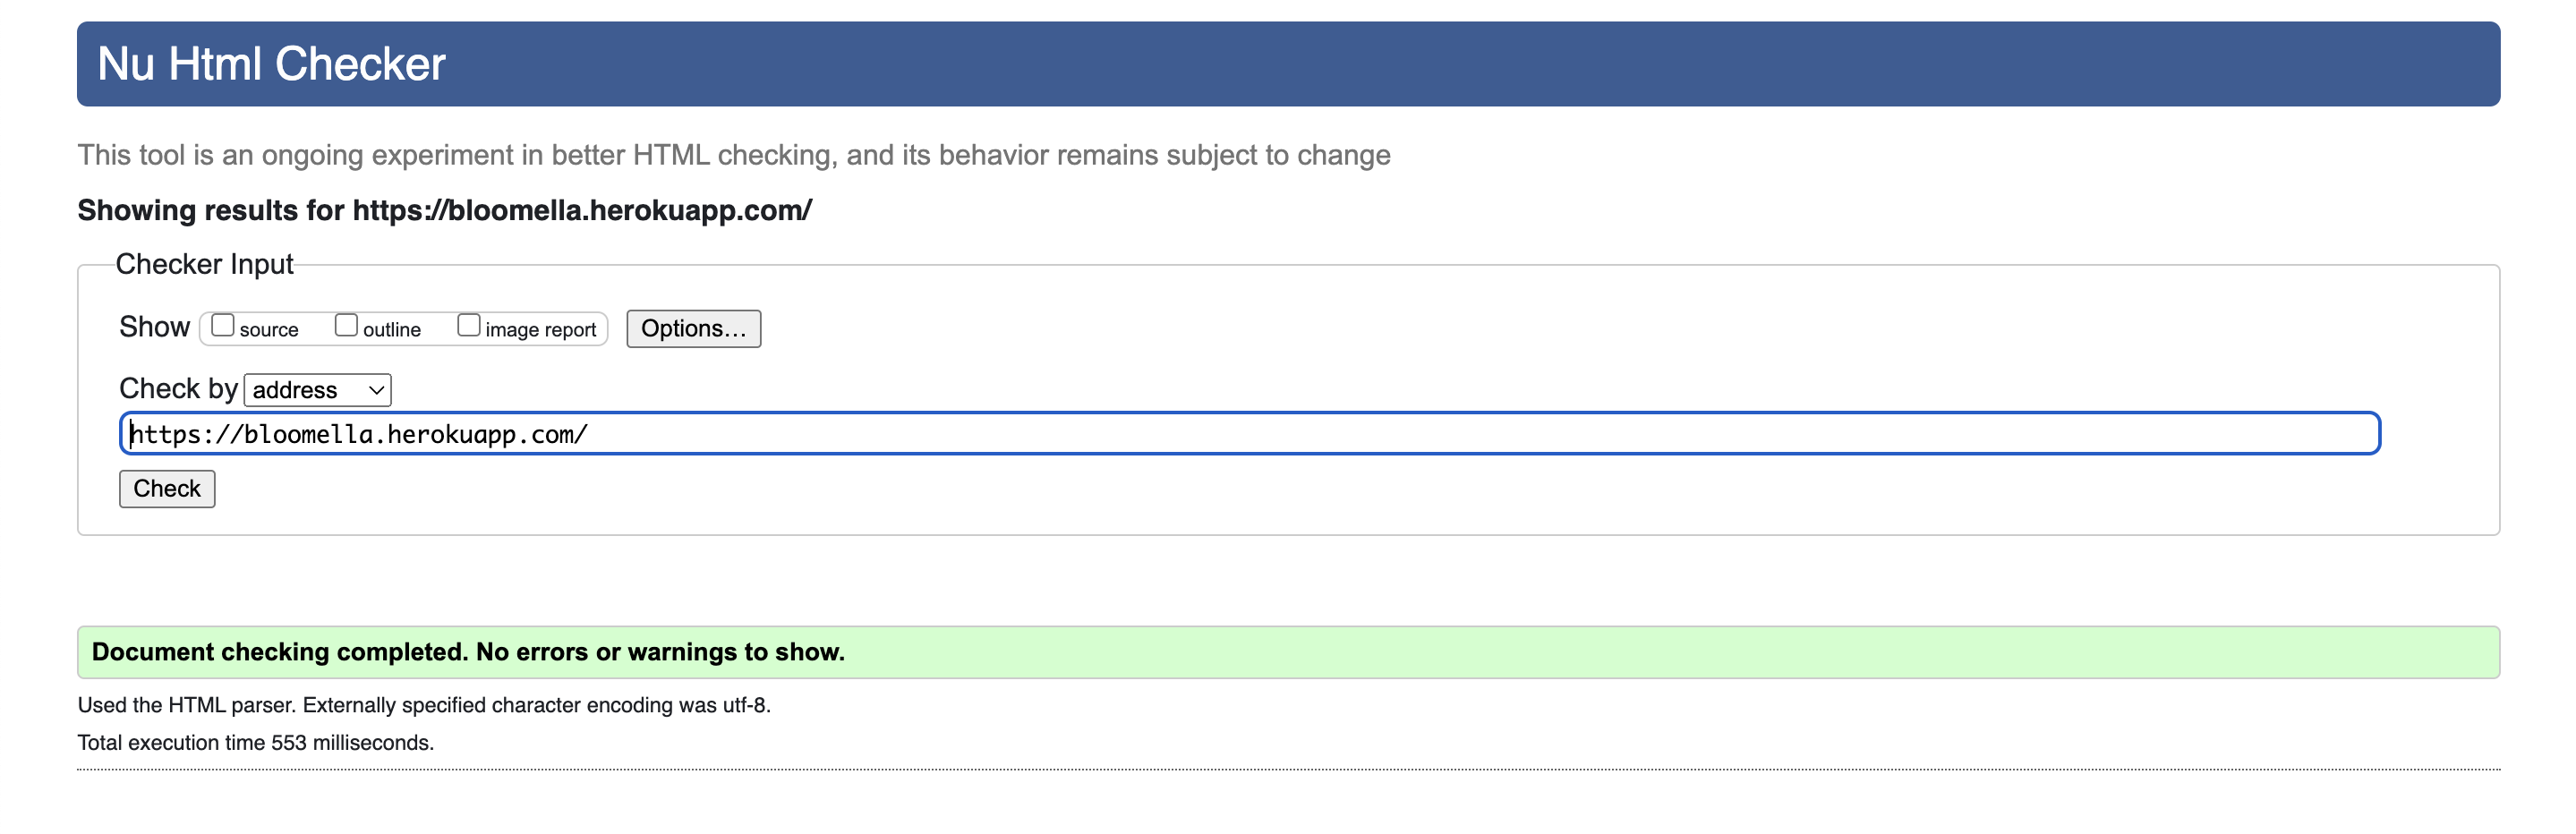 Nu Html Checker
This tool is an ongoing experiment in better HTML checking, and its behavior remains subject to change
Showing results for https://bloomella.herokuapp.com/
Checker Input
Show source outline image report Options...
Check by address
https://bloomella.herokuapp.com/
Check
Document checking completed. No errors or warnings to show.
Used the HTML parser. Externally specified character encoding was utf-8.
Total execution time 553 milliseconds.